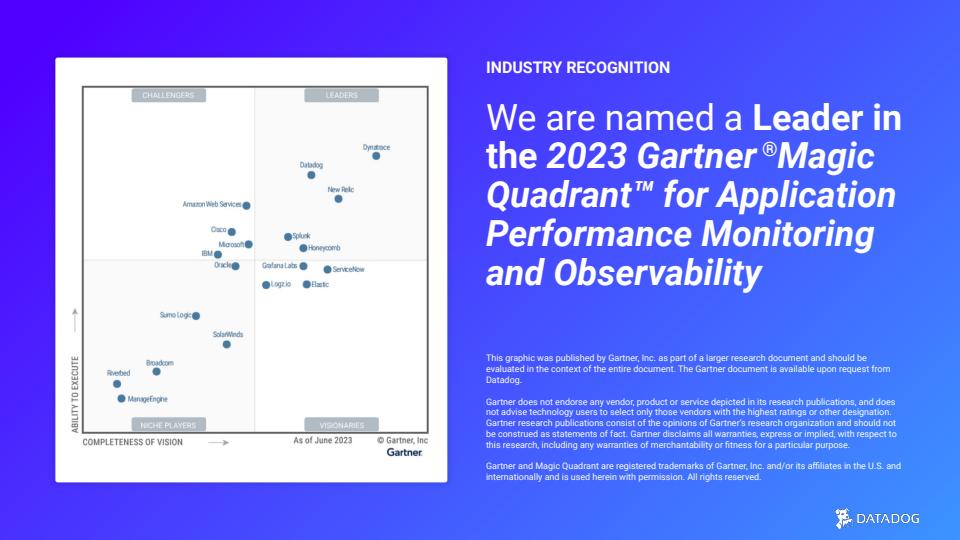 CHALLENGERS
LEADERS
Dynatrace
Datadog
New Relic
Amazon Web Services
Cisco
Splunk
Microsoft
Honeycomb
IBM
Oracle
Grafana Labs
ServiceNow
Logz.io
Elastic
Sumo Logic
SolarWinds
Broadcom
Riverbed
ManageEngine
ABILITY TO EXECUTE
NICHE PLAYERS
VISIONARIES
COMPLETENESS OF VISION
As of June 2023
© Gartner, Inc
Gartner
INDUSTRY RECOGNITION
We are named a Leader in
the 2023 Gartner ®Magic
Quadrant™ for Application
Performance Monitoring
and Observability
This graphic was published by Gartner, Inc. as part of a larger research document and should be
evaluated in the context of the entire document. The Gartner document is available upon request from
Datadog.
Gartner does not endorse any vendor, product or service depicted in its research publications, and does
not advise technology users to select only those vendors with the highest ratings or other designation.
Gartner research publications consist of the opinions of Gartner's research organization and should not
be construed as statements of fact. Gartner disclaims all warranties, express or implied, with respect to
this research, including any warranties of merchantability or fitness for a particular purpose.
Gartner and Magic Quadrant are registered trademarks of Gartner, Inc. and/or its affiliates in the U.S. and
internationally and is used herein with permission. All rights reserved.
DATADOG